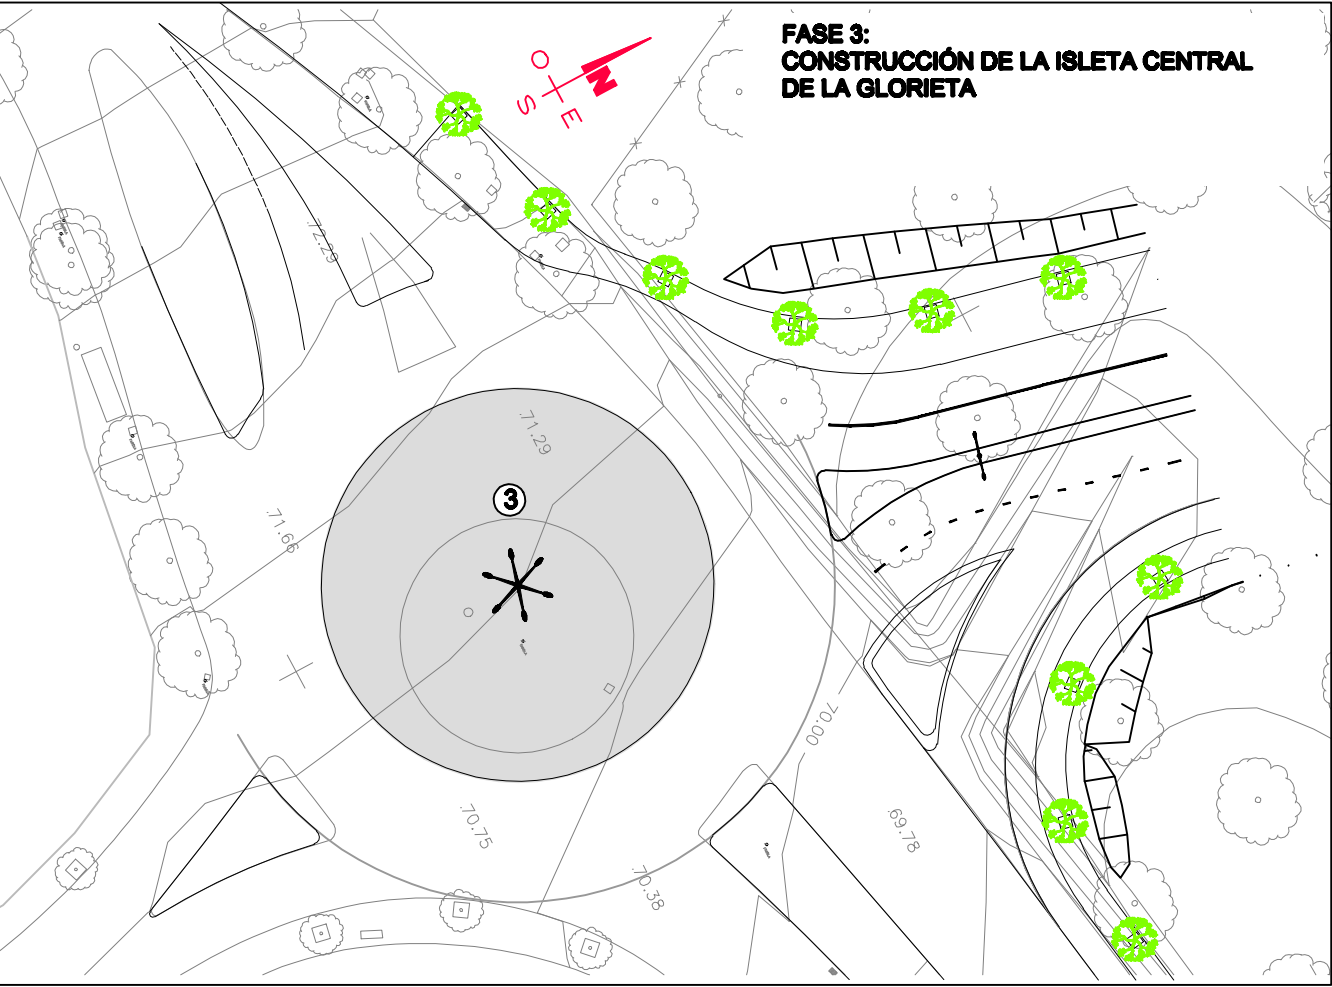 FASE 3:
CONSTRUCCIÓN DE LA ISLETA CENTRAL
DE LA GLORIETA
O
N
S
E
.72.29
.71.29
3
.71.66
70.00
.70.75
69.78
.70.38